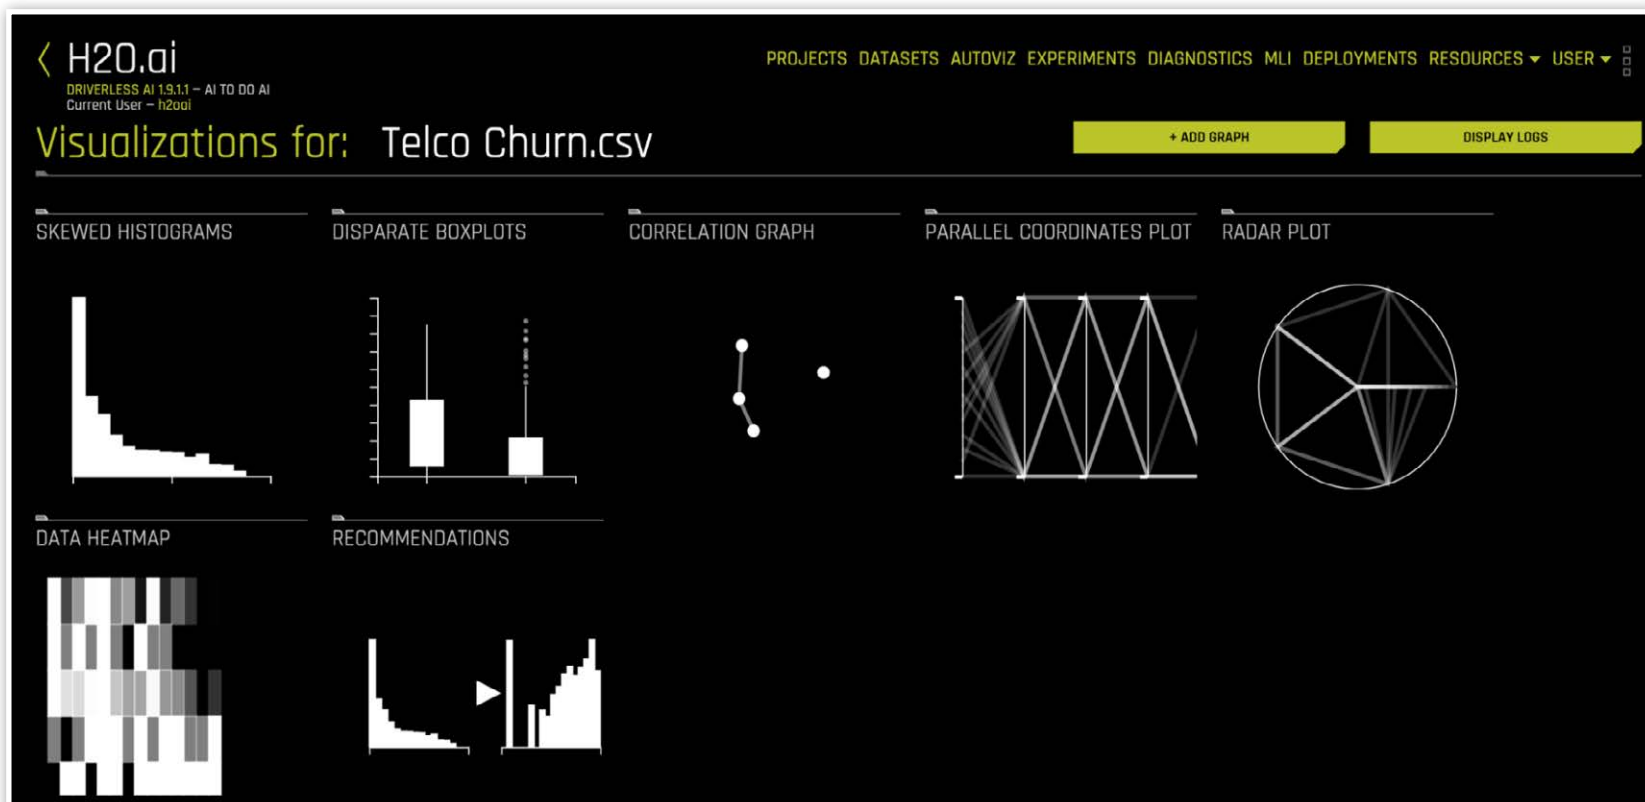 H2O.ai
DRIVERLESS AI 1.9.1.1 – AI TO DO AI
Current User – h2oai
PROJECTS DATASETS AUTOVIZ EXPERIMENTS DIAGNOSTICS MLI DEPLOYMENTS RESOURCES USER
Visualizations for: Telco Churn.csv
+ ADD GRAPH
DISPLAY LOGS
SKEWED HISTOGRAMS
DISPARATE BOXPLOTS
CORRELATION GRAPH
PARALLEL COORDINATES PLOT
RADAR PLOT
DATA HEATMAP
RECOMMENDATIONS